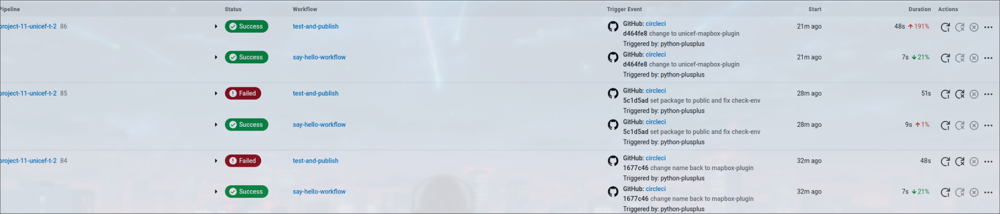 Pipeline Status Workflow Trigger Event Start Duration Actions
project-11-unicef-t-2 86 Success test-and-publish GitHub: circleci 21m ago 48s ↑191%
d464fe8 change to unicef-mapbox-plugin
Triggered by: python-plusplus
Success say-hello-workflow GitHub: circleci 21m ago 7s ↓21%
d464fe8 change to unicef-mapbox-plugin
Triggered by: python-plusplus
project-11-unicef-t-2 85 Failed test-and-publish GitHub: circleci 28m ago 51s
5c1d5ad set package to public and fix check-env
Triggered by: python-plusplus
Success say-hello-workflow GitHub: circleci 28m ago 9s ↑1%
5c1d5ad set package to public and fix check-env
Triggered by: python-plusplus
project-11-unicef-t-2 84 Failed test-and-publish GitHub: circleci 32m ago 48s
1677c46 change name back to mapbox-plugin
Triggered by: python-plusplus
Success say-hello-workflow GitHub: circleci 32m ago 7s ↓21%
1677c46 change name back to mapbox-plugin
Triggered by: python-plusplus